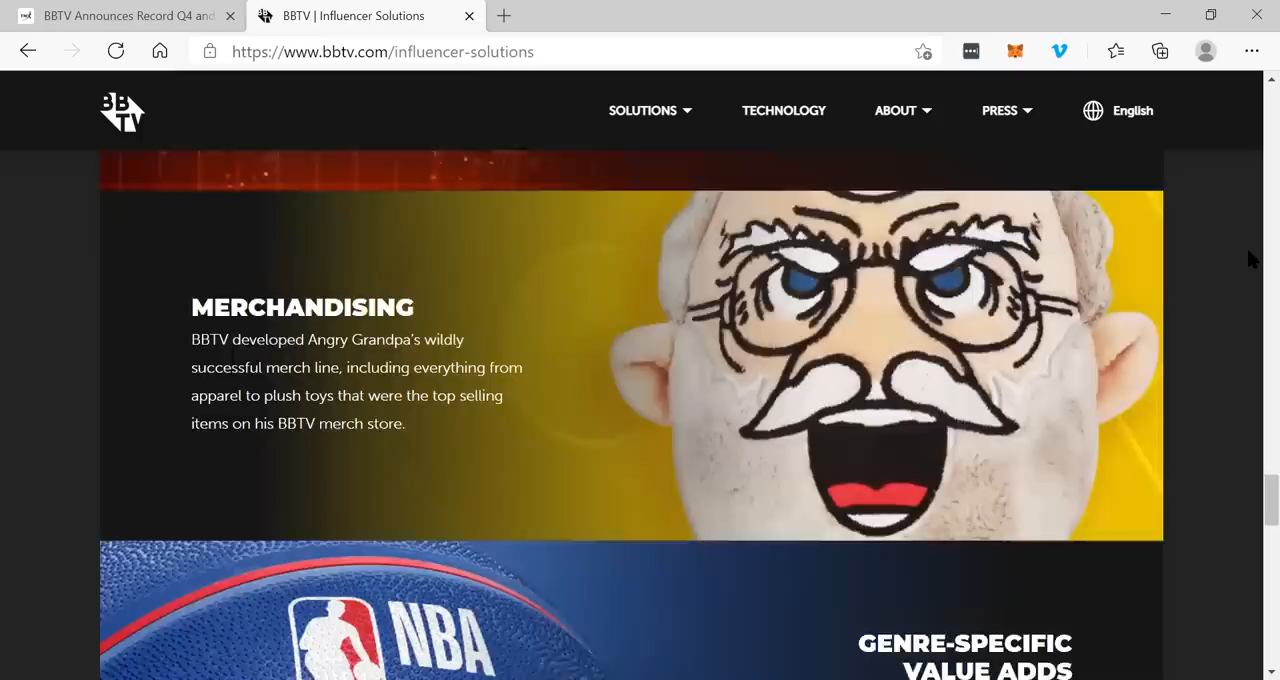 BBTV Announces Record Q4 and
BBTV | Influencer Solutions
https://www.bbtv.com/influencer-solutions
BB
TV
SOLUTIONS
TECHNOLOGY
ABOUT
PRESS
English
MERCHANDISING
BBTV developed Angry Grandpa's wildly
successful merch line, including everything from
apparel to plush toys that were the top selling
items on his BBTV merch store.
NBA
GENRE-SPECIFIC
VALUE ADDS